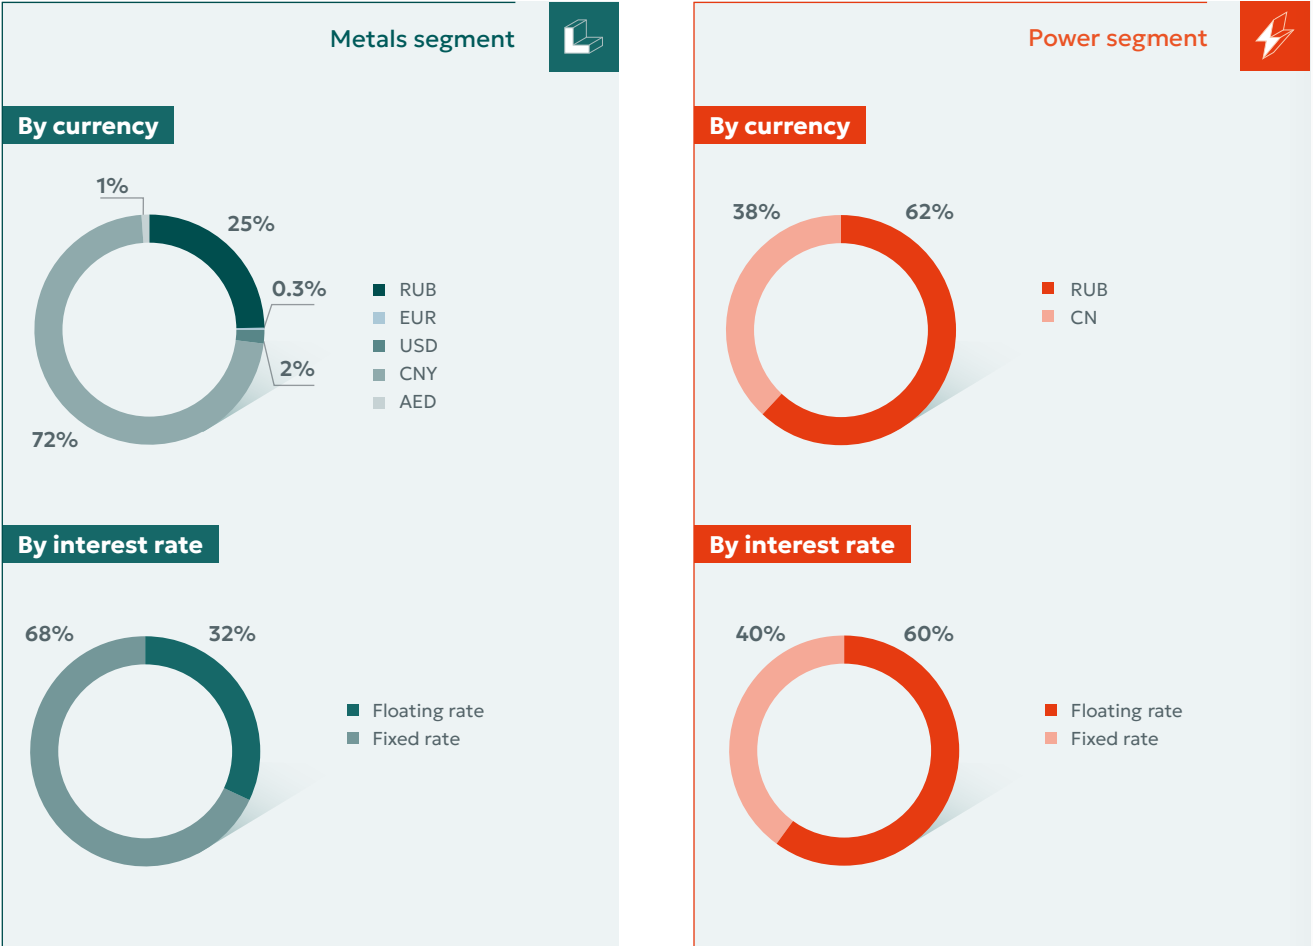 Metals segment
By currency
1%
25%
0.3%
2%
72%
RUB
EUR
USD
CNY
AED
By interest rate
68%
32%
Floating rate
Fixed rate
Power segment
By currency
38%
62%
RUB
CN
By interest rate
40%
60%
Floating rate
Fixed rate